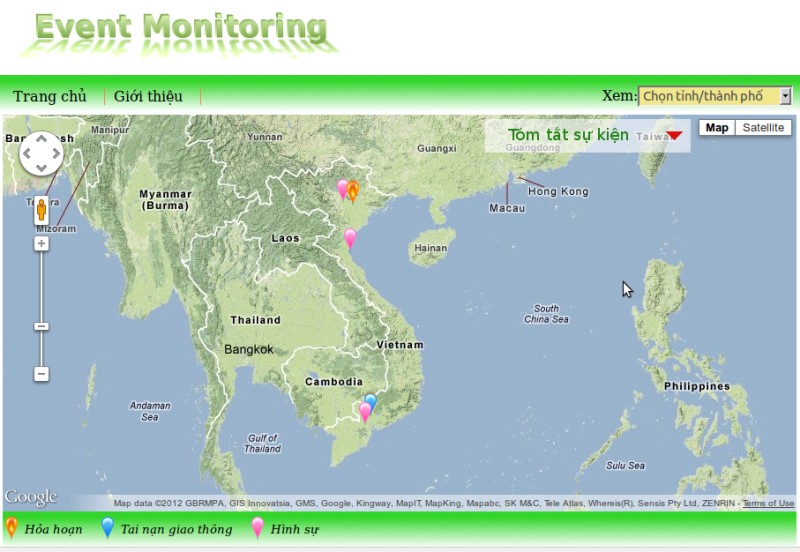 Event Monitoring
Trang chủ Giới thiệu Xem: Chọn tỉnh/thành phố
Tóm tắt sự kiện
Map Satellite
Manipur
Yunnan
Guangxi
Guangdong
Myanmar
(Burma)
Hong Kong
Macau
Mizoram
Laos
Hainan
South
China Sea
Thailand
Vietnam
Bangkok
Cambodia
Philippines
Andaman
Sea
Gulf of
Thailand
Sulu Sea
Google
Map data ©2012 GBRMPA, GIS Innovatsia, GMS, Google, Kingway, MapIT, MapKing, Mapabc, SK M&C, Tele Atlas, Whereis(R), Sensis Pty Ltd, ZENRIN - Terms of Use
Hỏa hoạn Tai nạn giao thông Hình sự